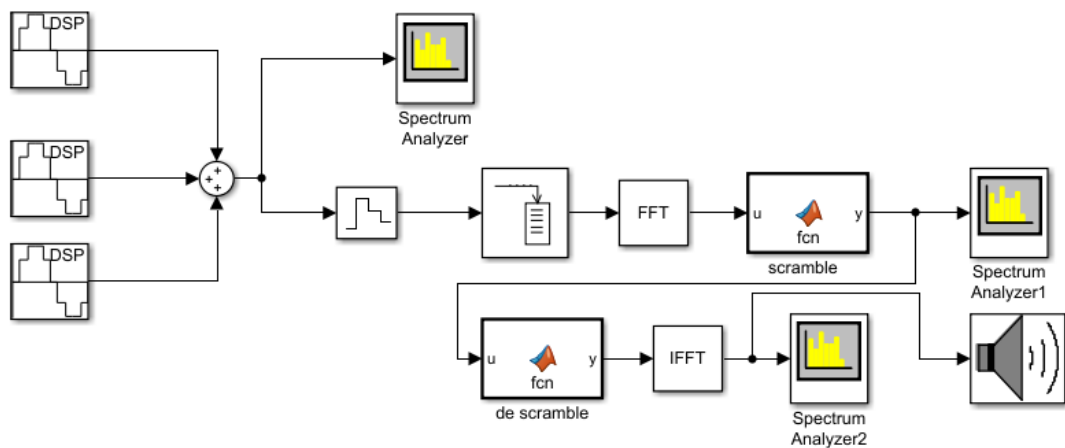 DSP
Spectrum
Analyzer
DSP
DSP
FFT
u
fcn
y
scramble
Spectrum
Analyzer1
u
fcn
y
de scramble
IFFT
Spectrum
Analyzer2